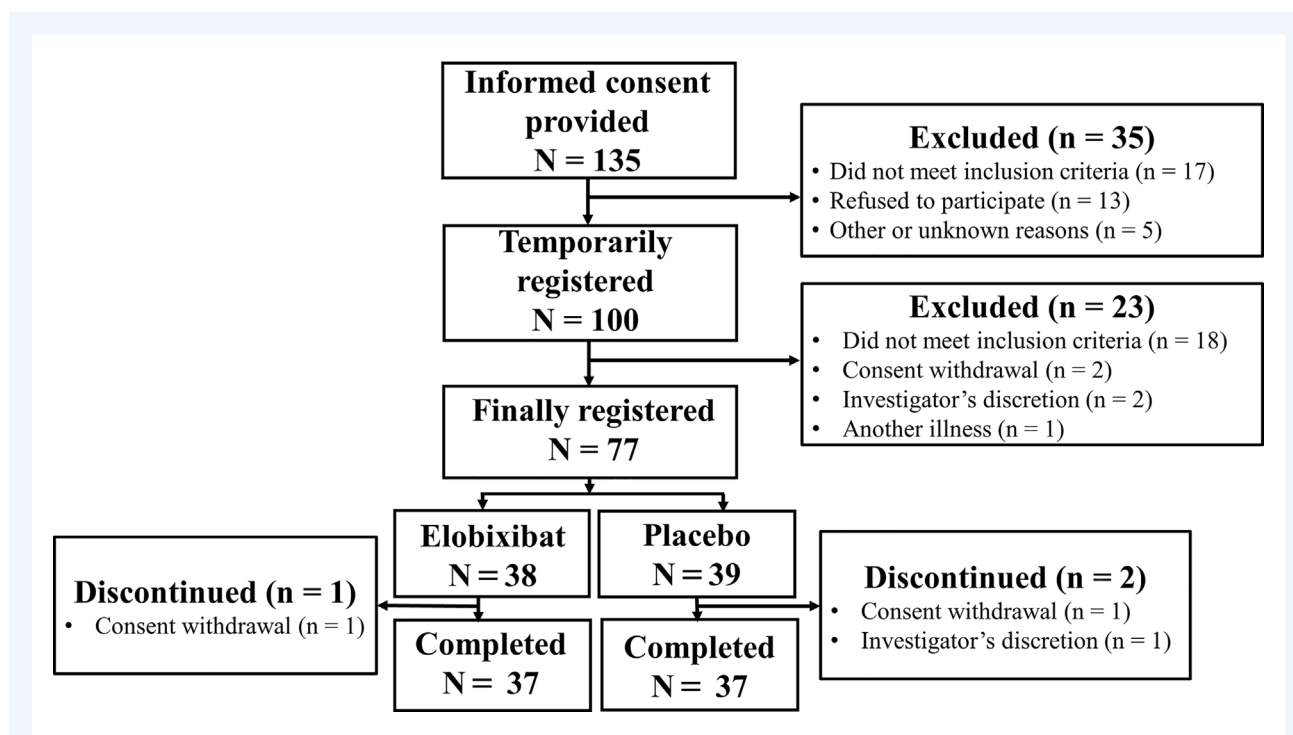 Informed consent
provided
N = 135
Excluded (n = 35)
• Did not meet inclusion criteria (n = 17)
• Refused to participate (n = 13)
• Other or unknown reasons (n = 5)
Temporarily
registered
N = 100
Excluded (n = 23)
• Did not meet inclusion criteria (n = 18)
• Consent withdrawal (n = 2)
• Investigator’s discretion (n = 2)
• Another illness (n = 1)
Finally registered
N = 77
Elobixibat
N = 38
Placebo
N = 39
Discontinued (n = 1)
• Consent withdrawal (n = 1)
Discontinued (n = 2)
• Consent withdrawal (n = 1)
• Investigator’s discretion (n = 1)
Completed
N = 37
Completed
N = 37